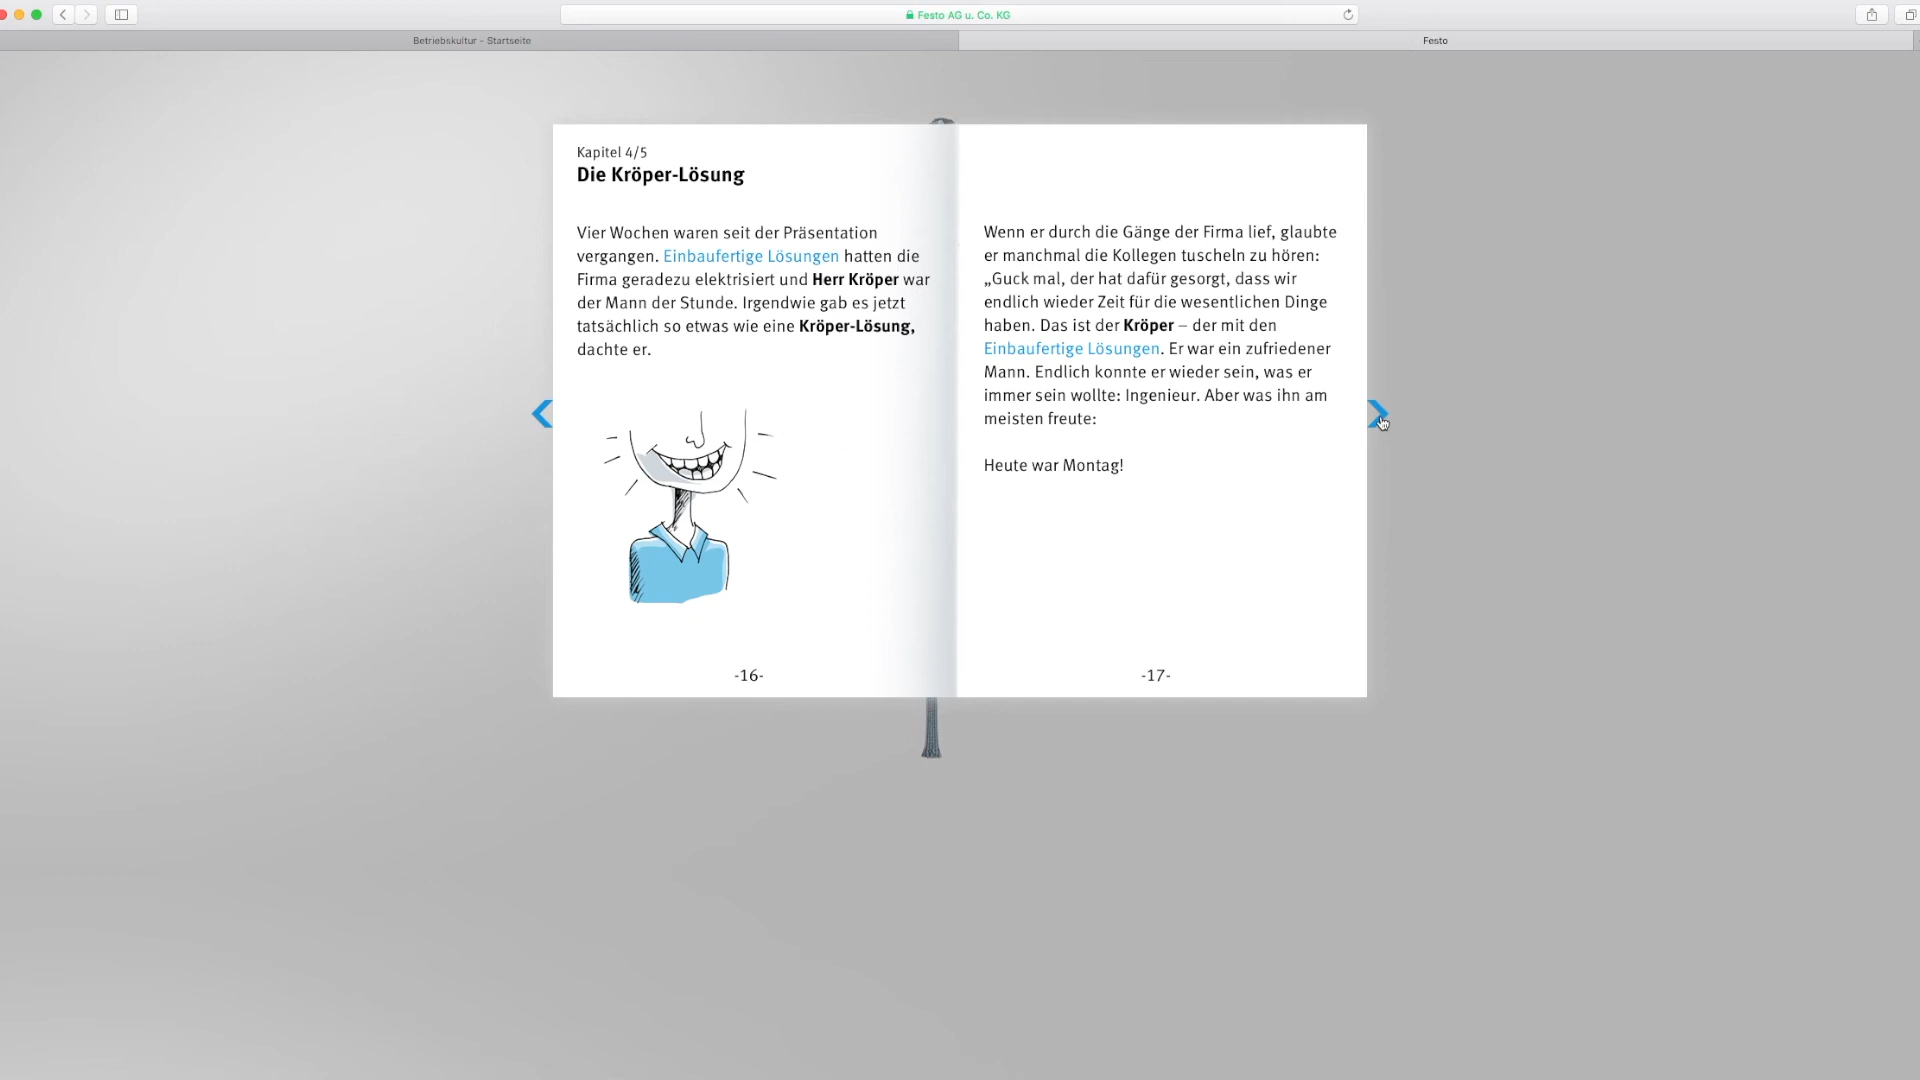 Festo AG u. Co. KG
Betriebskultur – Startseite
Festo
Kapitel 4/5
Die Kröper-Lösung
Vier Wochen waren seit der Präsentation
vergangen. Einbaufertige Lösungen hatten die
Firma geradezu elektrisiert und Herr Kröper war
der Mann der Stunde. Irgendwie gab es jetzt
tatsächlich so etwas wie eine Kröper-Lösung,
dachte er.
-16-
Wenn er durch die Gänge der Firma lief, glaubte
er manchmal die Kollegen tuscheln zu hören:
„Guck mal, der hat dafür gesorgt, dass wir
endlich wieder Zeit für die wesentlichen Dinge
haben. Das ist der Kröper – der mit den
Einbaufertige Lösungen. Er war ein zufriedener
Mann. Endlich konnte er wieder sein, was er
immer sein wollte: Ingenieur. Aber was ihn am
meisten freute:
Heute war Montag!
-17-